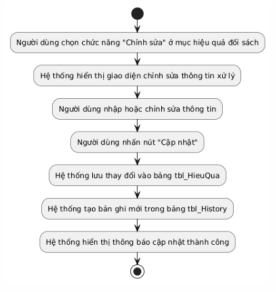 Người dùng chọn chức năng "Chỉnh sửa" ở mục hiệu quả đối sách
Hệ thống hiển thị giao diện chỉnh sửa thông tin xử lý
Người dùng nhập hoặc chỉnh sửa thông tin
Người dùng nhấn nút "Cập nhật"
Hệ thống lưu thay đổi vào bảng tbl_HieuQua
Hệ thống tạo bản ghi mới trong bảng tbl_History
Hệ thống hiển thị thông báo cập nhật thành công